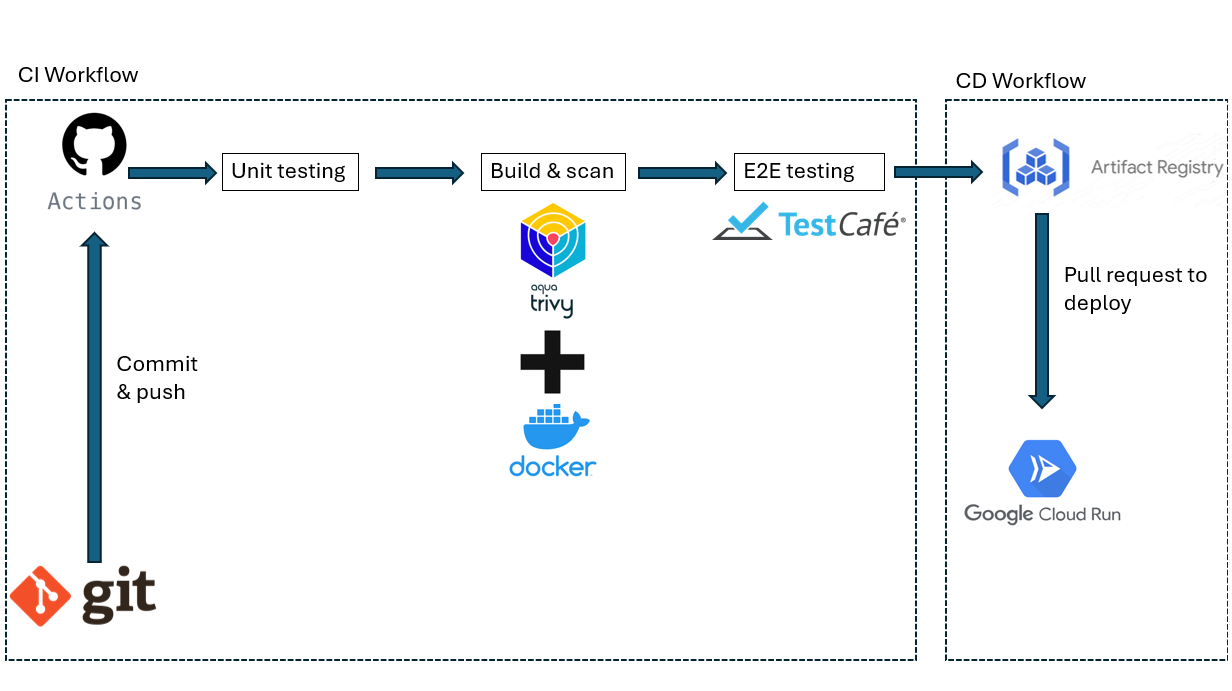 CI Workflow
CD Workflow
Actions
Unit testing
Build & scan
E2E testing
Artifact Registry
aqua
trivy
TestCafé®
Pull request to
deploy
Commit
& push
docker
Google Cloud Run
git